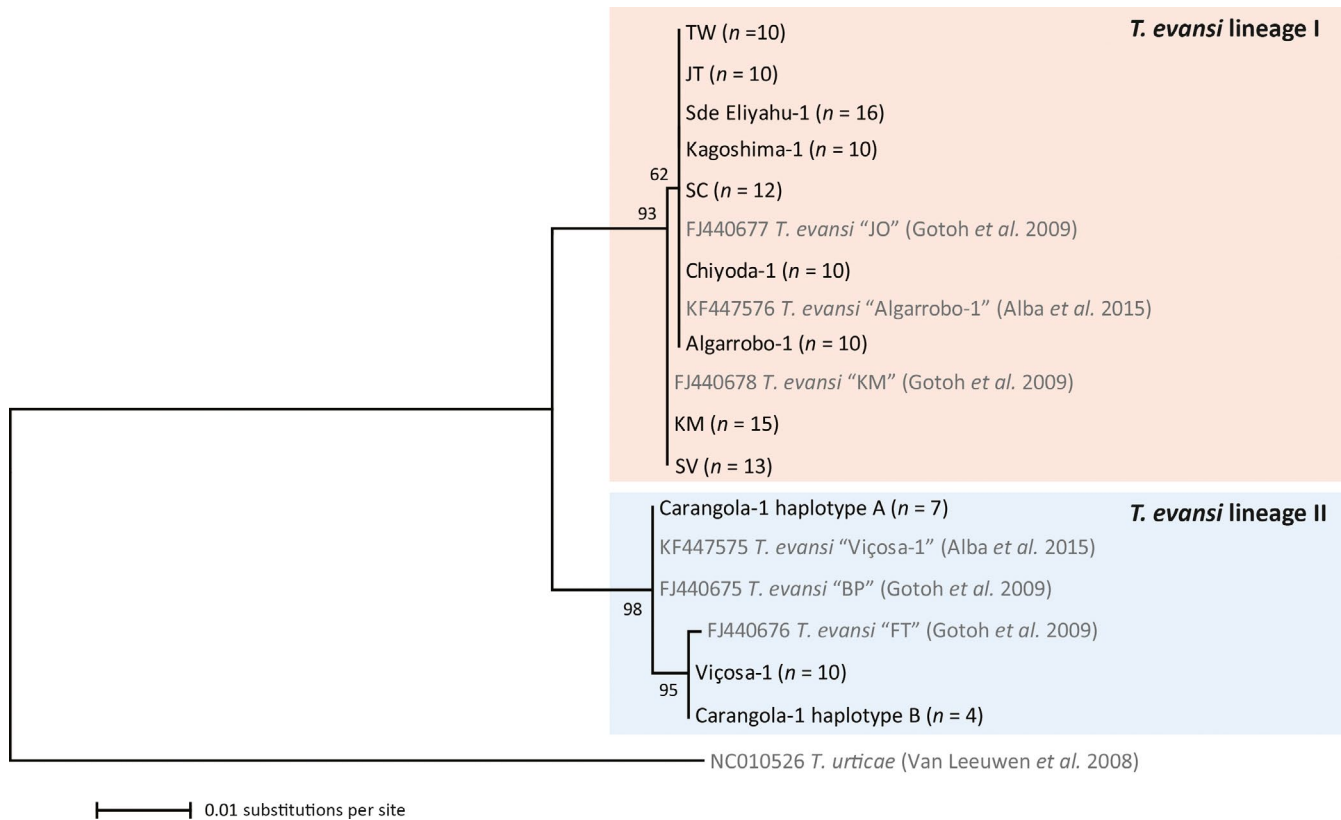 T. evansi lineage I
TW (n =10)
JT (n = 10)
Sde Eliyahu-1 (n = 16)
Kagoshima-1 (n = 10)
62
SC (n = 12)
93
FJ440677 T. evansi “JO” (Gotoh et al. 2009)
Chiyoda-1 (n = 10)
KF447576 T. evansi “Algarrobo-1” (Alba et al. 2015)
Algarrobo-1 (n = 10)
FJ440678 T. evansi “KM” (Gotoh et al. 2009)
KM (n = 15)
SV (n = 13)
T. evansi lineage II
Carangola-1 haplotype A (n = 7)
KF447575 T. evansi “Viçosa-1” (Alba et al. 2015)
FJ440675 T. evansi “BP” (Gotoh et al. 2009)
98
FJ440676 T. evansi “FT” (Gotoh et al. 2009)
Viçosa-1 (n = 10)
95
Carangola-1 haplotype B (n = 4)
NC010526 T. urticae (Van Leeuwen et al. 2008)
0.01 substitutions per site